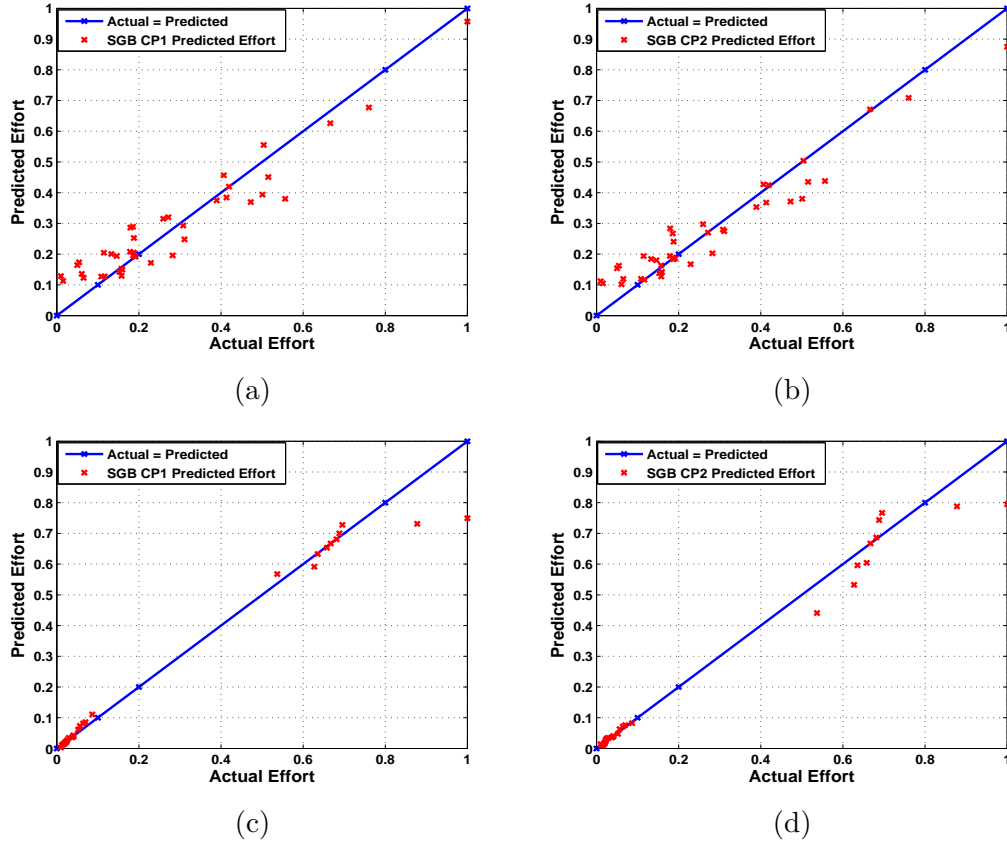 1
0.9
0.8
0.7
0.6
0.5
0.4
0.3
0.2
0.1
0
Predicted Effort
Actual = Predicted
SGB CP1 Predicted Effort
0 0.2 0.4 0.6 0.8 1
Actual Effort
(a)
1
0.9
0.8
0.7
0.6
0.5
0.4
0.3
0.2
0.1
0
Predicted Effort
Actual = Predicted
SGB CP2 Predicted Effort
0 0.2 0.4 0.6 0.8 1
Actual Effort
(b)
1
0.9
0.8
0.7
0.6
0.5
0.4
0.3
0.2
0.1
0
Predicted Effort
Actual = Predicted
SGB CP1 Predicted Effort
0 0.2 0.4 0.6 0.8 1
Actual Effort
(c)
1
0.9
0.8
0.7
0.6
0.5
0.4
0.3
0.2
0.1
0
Predicted Effort
Actual = Predicted
SGB CP2 Predicted Effort
0 0.2 0.4 0.6 0.8 1
Actual Effort
(d)